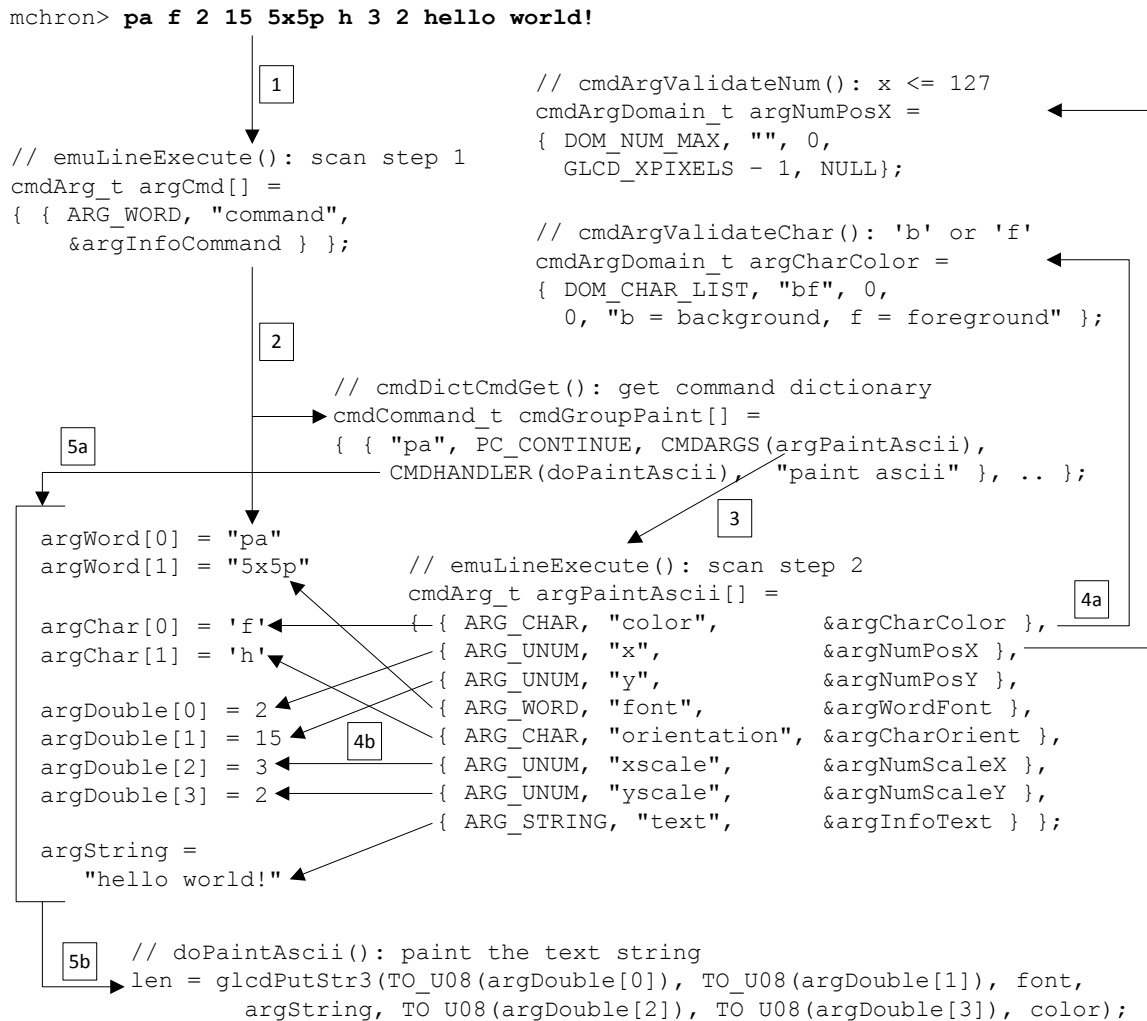 mchron> pa f 2 15 5x5p h 3 2 hello world!
1
// cmdArgValidateNum(): x <= 127
cmdArgDomain_t argNumPosX =
{ DOM_NUM_MAX, "", 0,
GLCD_XPIXELS – 1, NULL};
// emuLineExecute(): scan step 1
cmdArg_t argCmd[] =
{ { ARG_WORD, "command",
&argInfoCommand } };
// cmdArgValidateChar(): 'b' or 'f'
cmdArgDomain_t argCharColor =
{ DOM_CHAR_LIST, "bf", 0,
0, "b = background, f = foreground" };
2
// cmdDictCmdGet(): get command dictionary
cmdCommand_t cmdGroupPaint[] =
{ { "pa", PC_CONTINUE, CMDARGS(argPaintAscii),
CMDHANDLER(doPaintAscii), "paint ascii" }, .. };
5a
3
argWord[0] = "pa"
argWord[1] = "5x5p"
argChar[0] = 'f'
argChar[1] = 'h'
argDouble[0] = 2
argDouble[1] = 15
argDouble[2] = 3
argDouble[3] = 2
argString =
"hello world!"
// emuLineExecute(): scan step 2
cmdArg_t argPaintAscii[] =
{ { ARG_CHAR, "color", &argCharColor },
{ ARG_UNUM, "x", &argNumPosX },
{ ARG_UNUM, "y", &argNumPosY },
{ ARG_WORD, "font", &argWordFont },
{ ARG_CHAR, "orientation", &argCharOrient },
{ ARG_UNUM, "xscale", &argNumScaleX },
{ ARG_UNUM, "yscale", &argNumScaleY },
{ ARG_STRING, "text", &argInfoText } };
4a
4b
5b
// doPaintAscii(): paint the text string
len = glcdPutStr3(TO_U08(argDouble[0]), TO_U08(argDouble[1]), font,
argString, TO_U08(argDouble[2]), TO_U08(argDouble[3]), color);